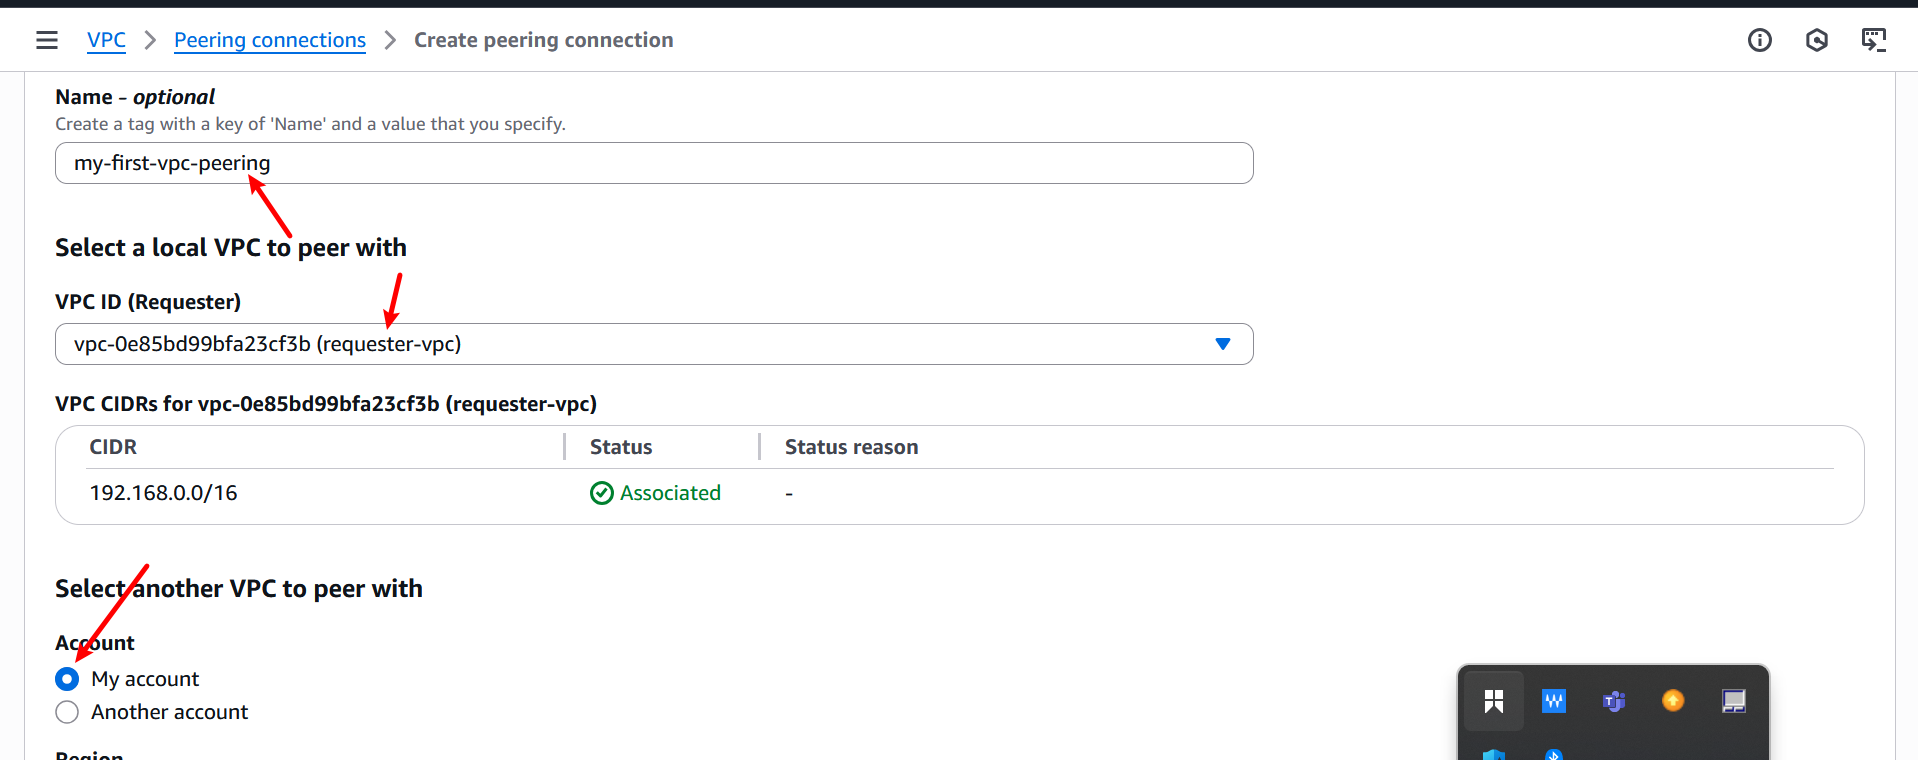 VPC > Peering connections > Create peering connection
Name - optional
Create a tag with a key of 'Name' and a value that you specify.
my-first-vpc-peering
Select a local VPC to peer with
VPC ID (Requester)
vpc-0e85bd99bfa23cf3b (requester-vpc)
VPC CIDRs for vpc-0e85bd99bfa23cf3b (requester-vpc)
CIDR Status Status reason
192.168.0.0/16 Associated -
Select another VPC to peer with
Account
My account
Another account
Region